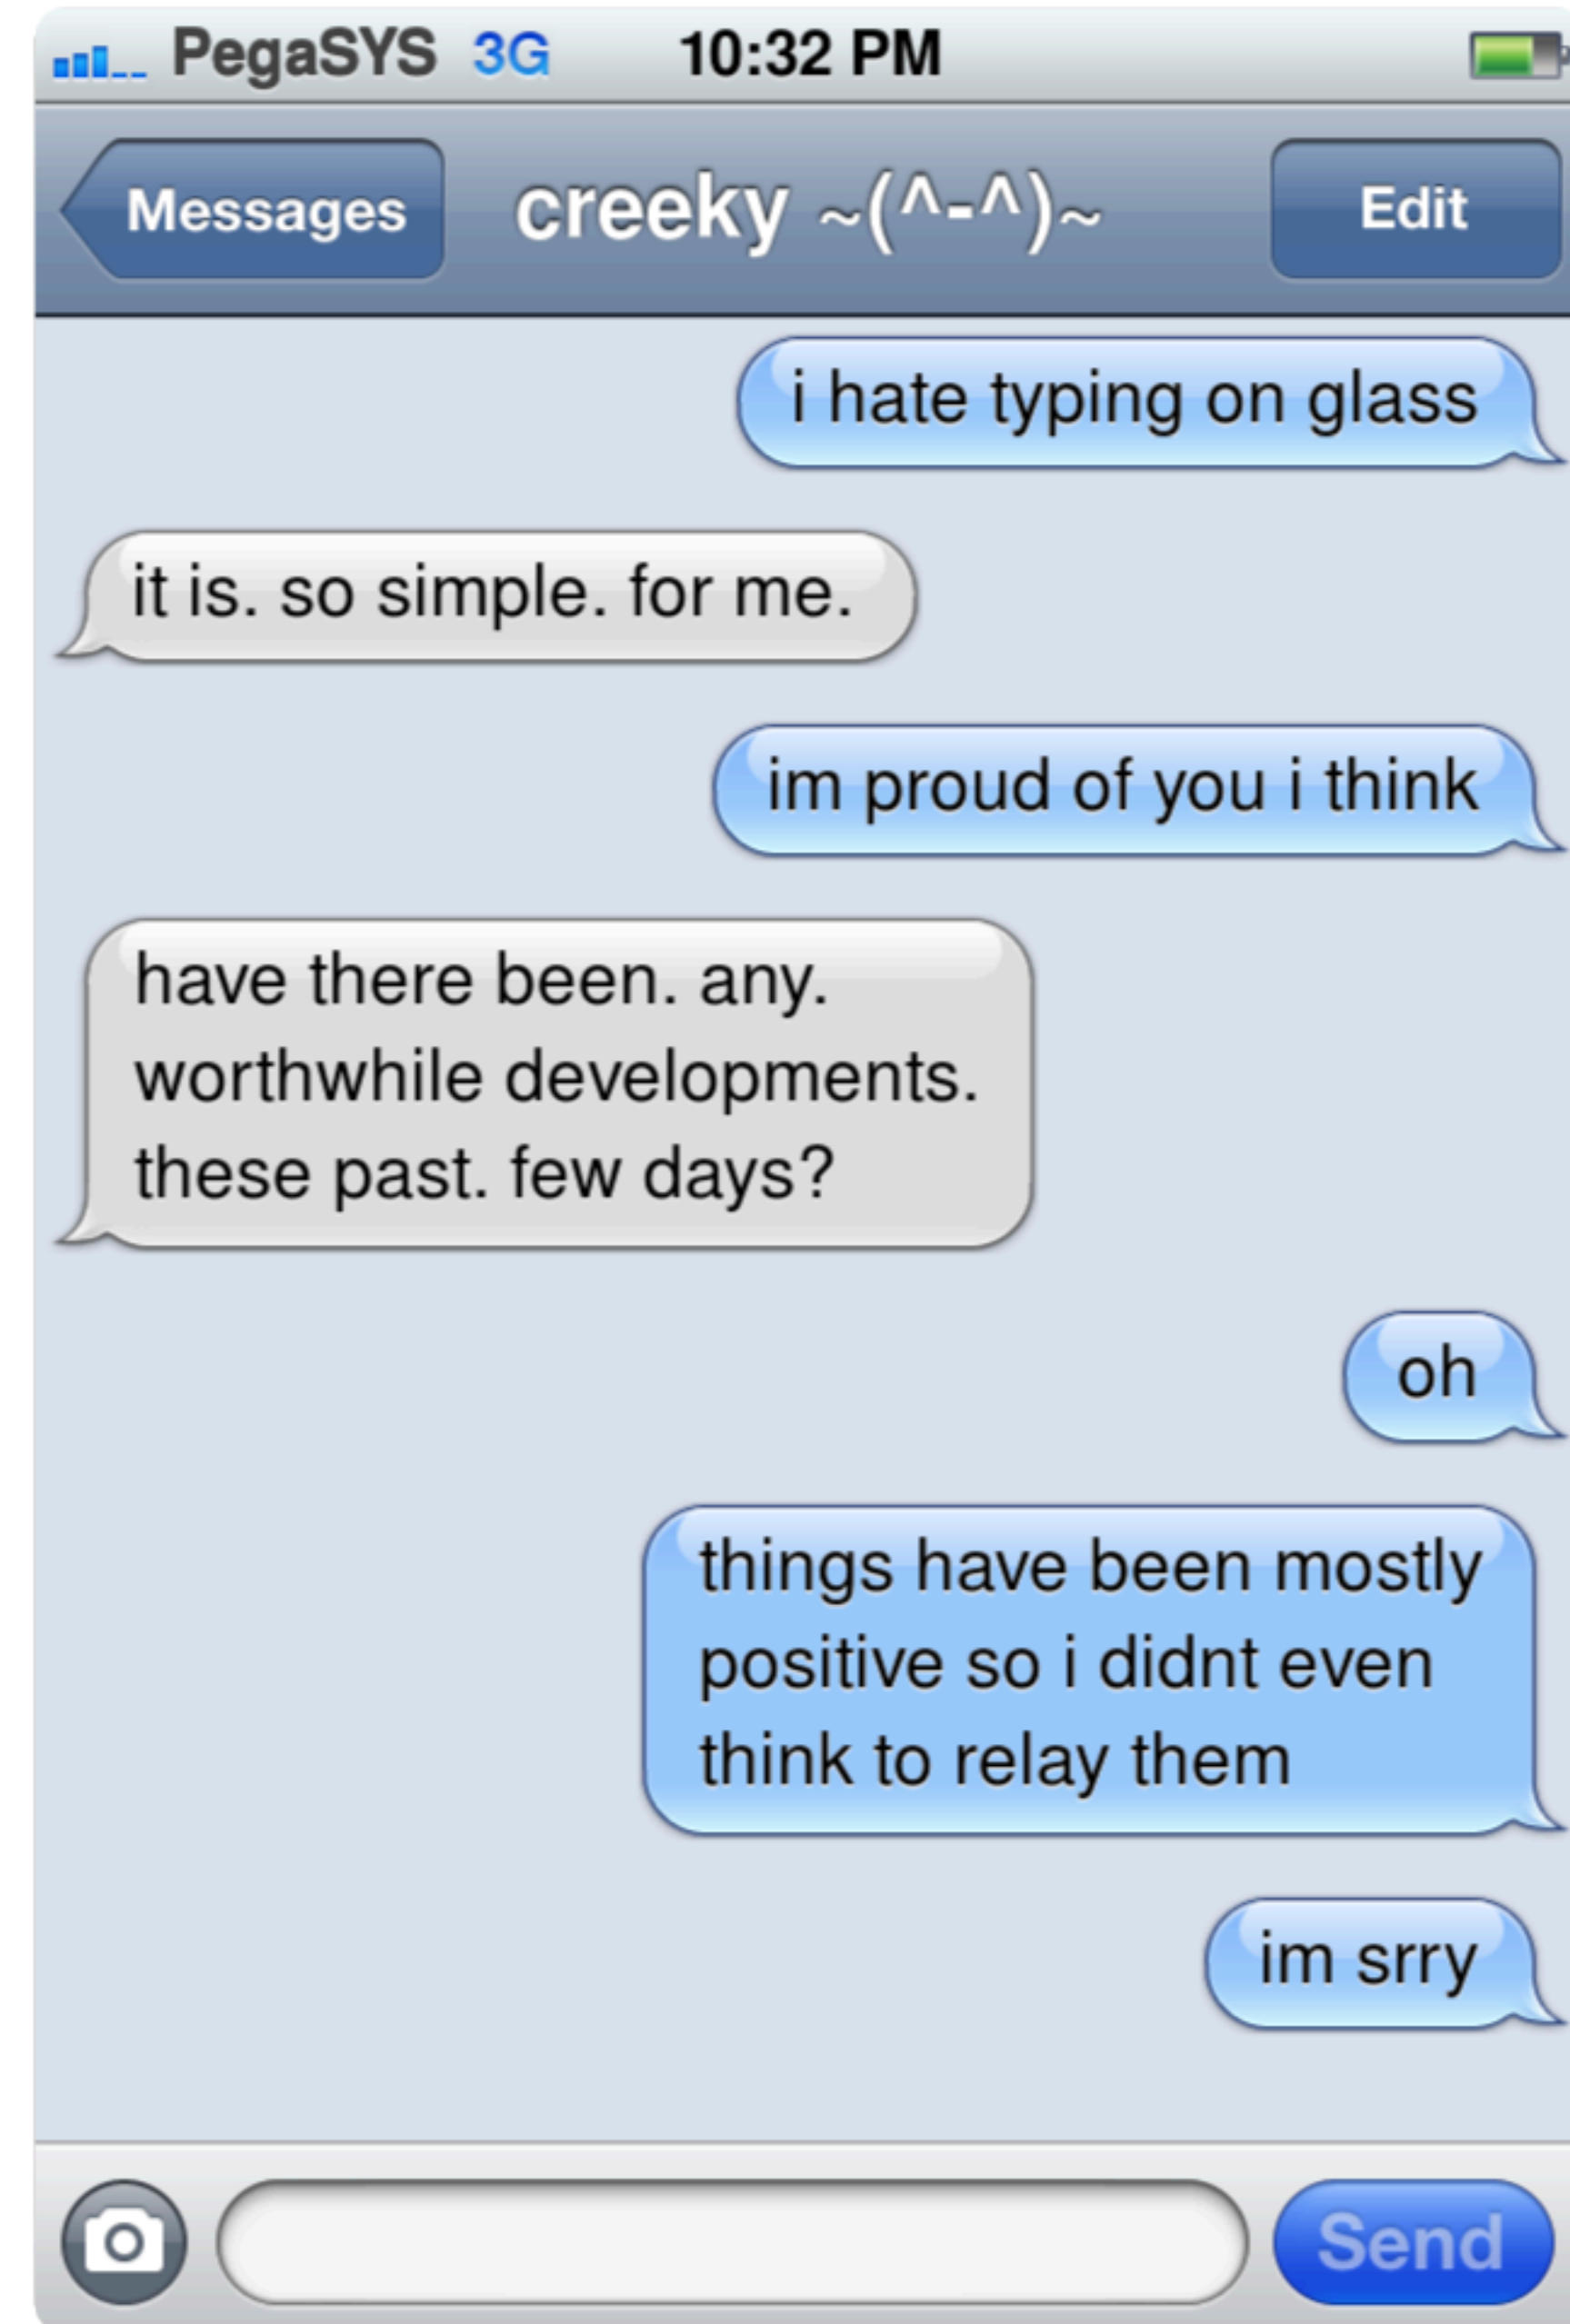 PegaSYS 3G 10:32 PM
Messages creeky ~(^-^)~ Edit
i hate typing on glass
it is. so simple. for me.
im proud of you i think
have there been. any.
worthwhile developments.
these past. few days?
oh
things have been mostly
positive so i didnt even
think to relay them
im srry
Send